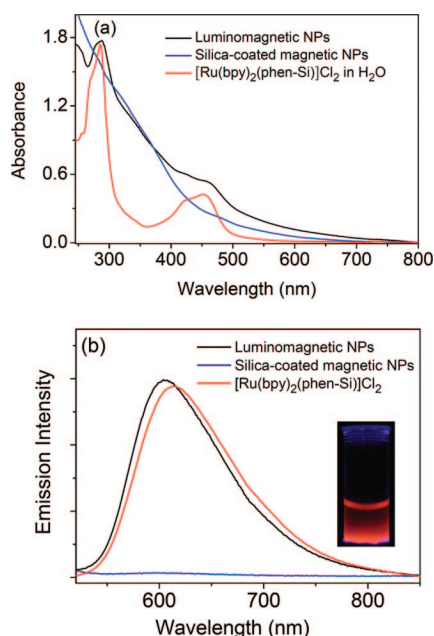 (a)
Luminomagnetic NPs
Silica-coated magnetic NPs
[Ru(bpy)2(phen-Si)]Cl2 in H2O
Absorbance
1.8
1.2
0.6
0.0
300
400
500
600
700
800
Wavelength (nm)
(b)
Luminomagnetic NPs
Silica-coated magnetic NPs
[Ru(bpy)2(phen-Si)]Cl2
Emission Intensity
600
700
800
Wavelength (nm)